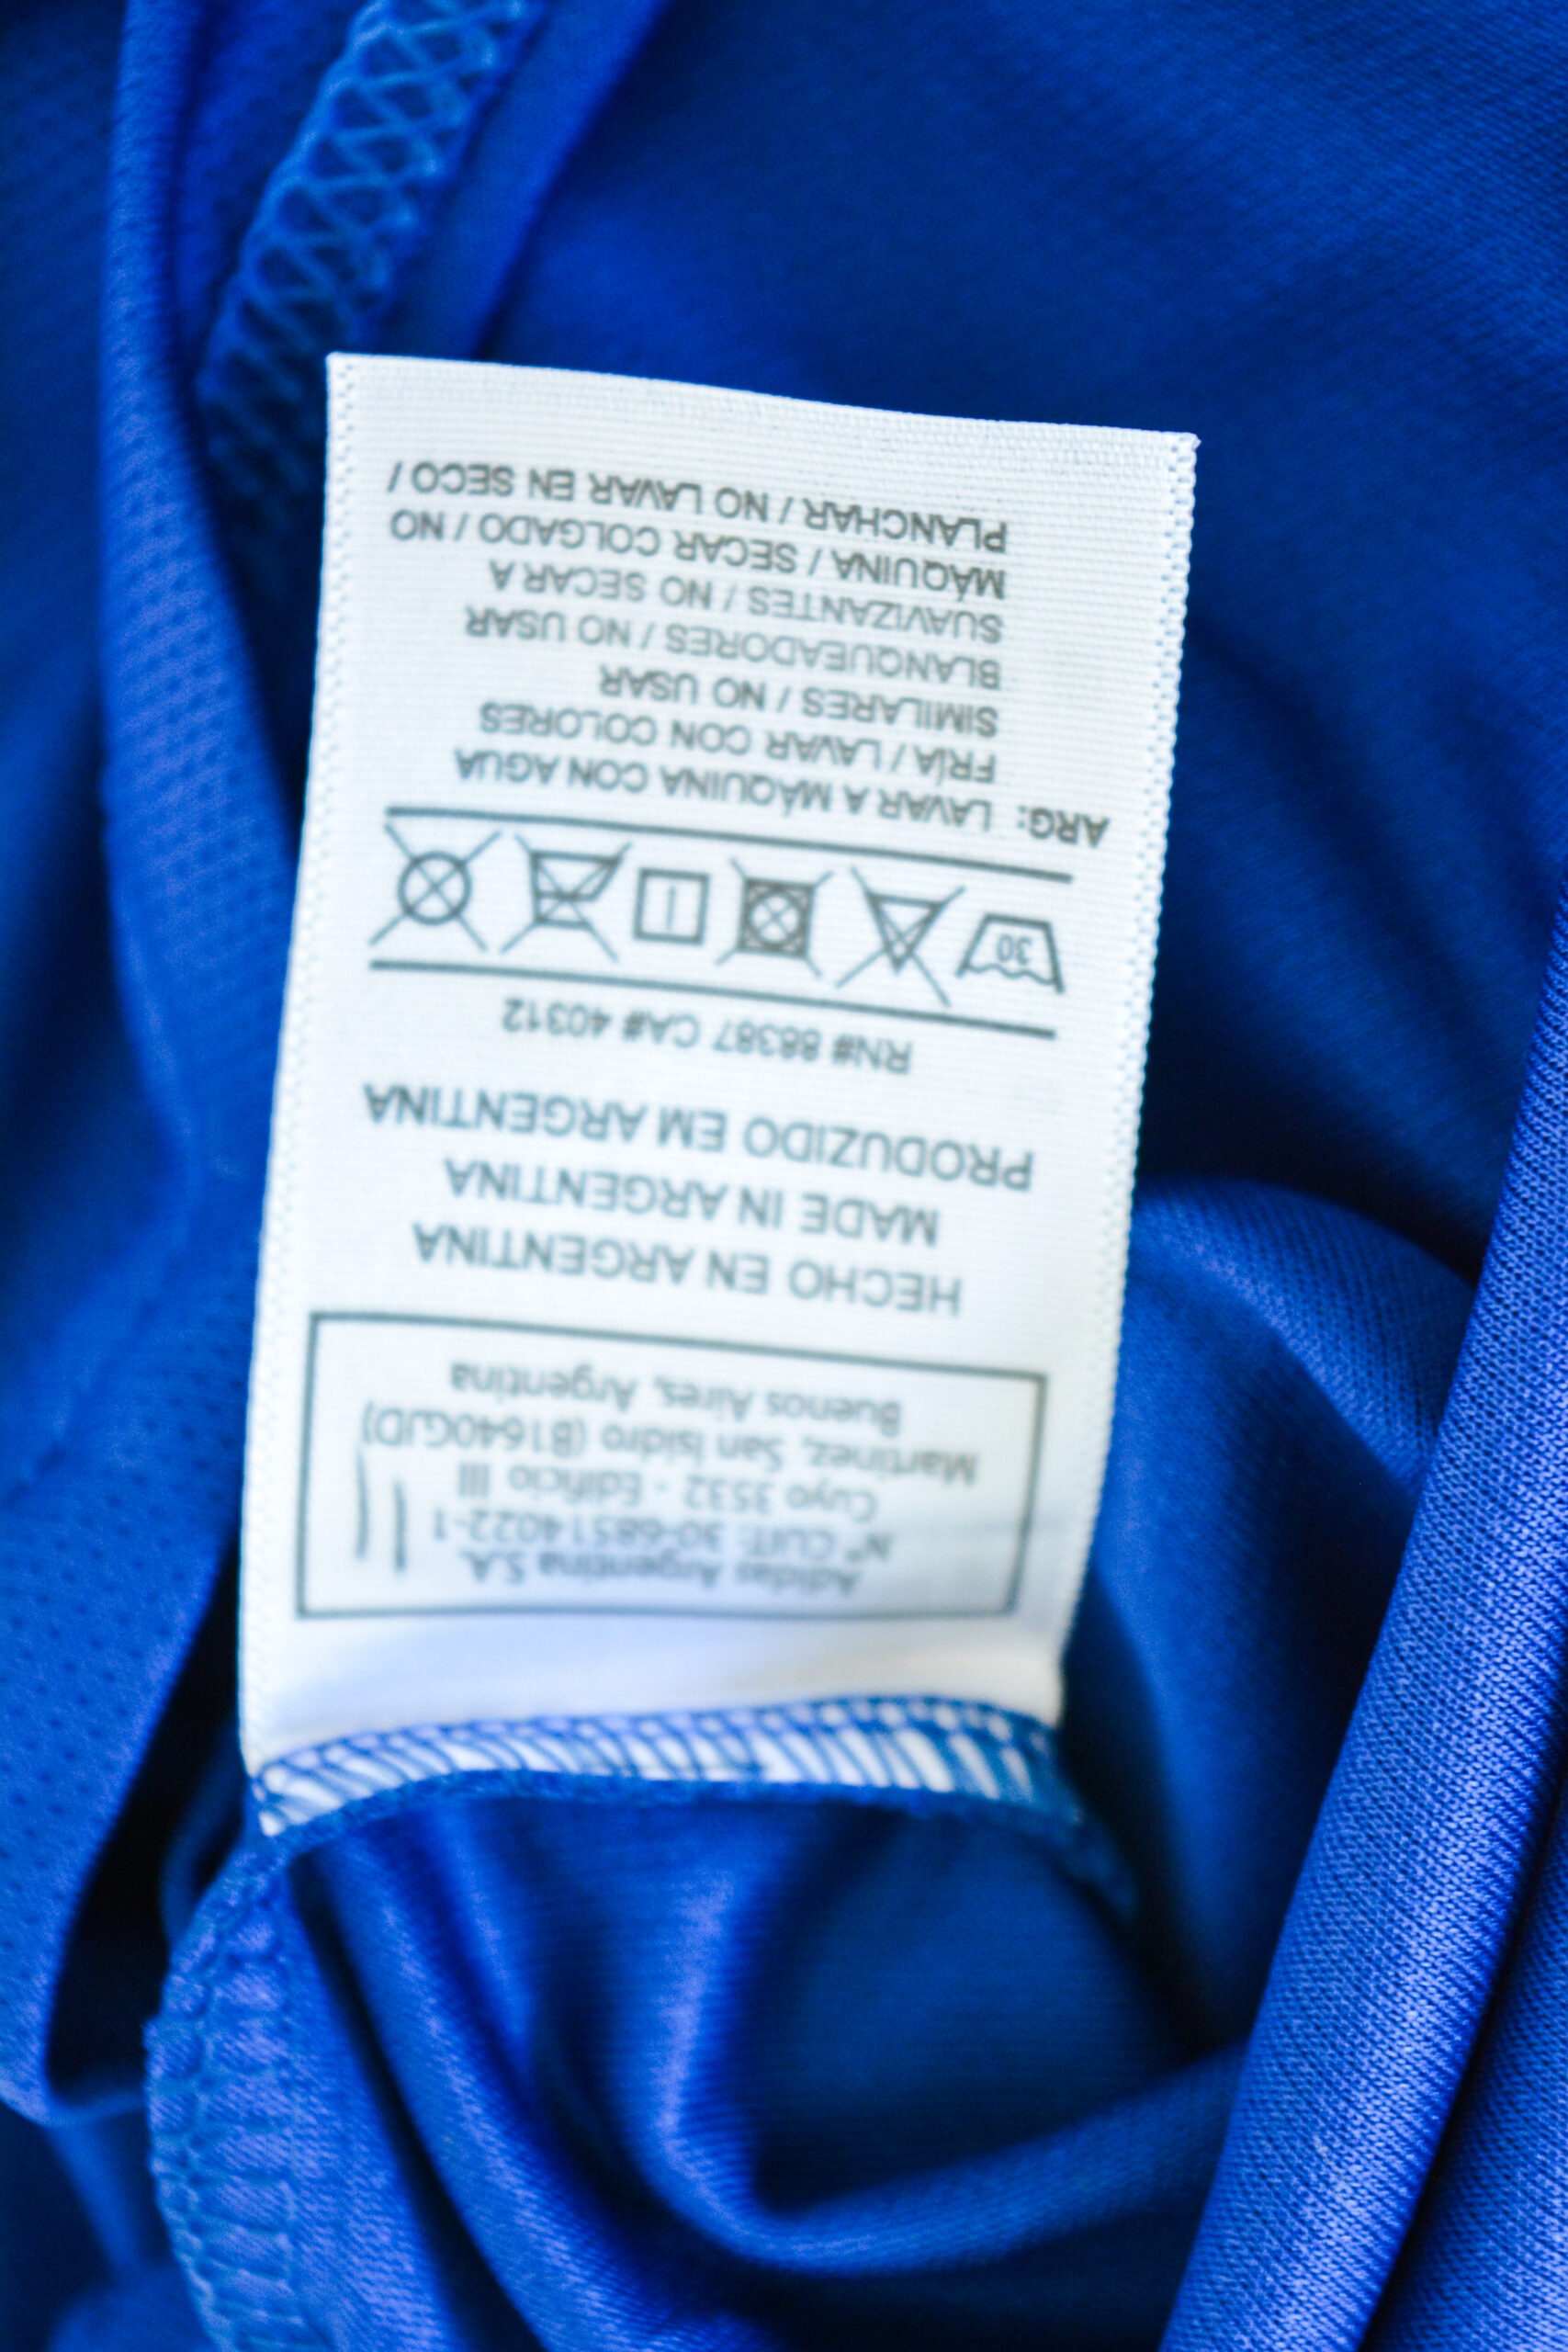 Adidas Argentina S.A.
N° CUIT: 30-68514022-1
Cuyo 3532 - Edificio III
Martinez, San Isidro (B1640GJD)
Buenos Aires, Argentina
HECHO EN ARGENTINA
MADE IN ARGENTINA
PRODUZIDO EM ARGENTINA
RN# 88387 CA# 40312
30
ARG: LAVAR A MÁQUINA CON AGUA
FRÍA / LAVAR CON COLORES
SIMILARES / NO USAR
BLANQUEADORES / NO USAR
SUAVIZANTES / NO SECAR A
MÁQUINA / SECAR COLGADO / NO
PLANCHAR / NO LAVAR EN SECO /